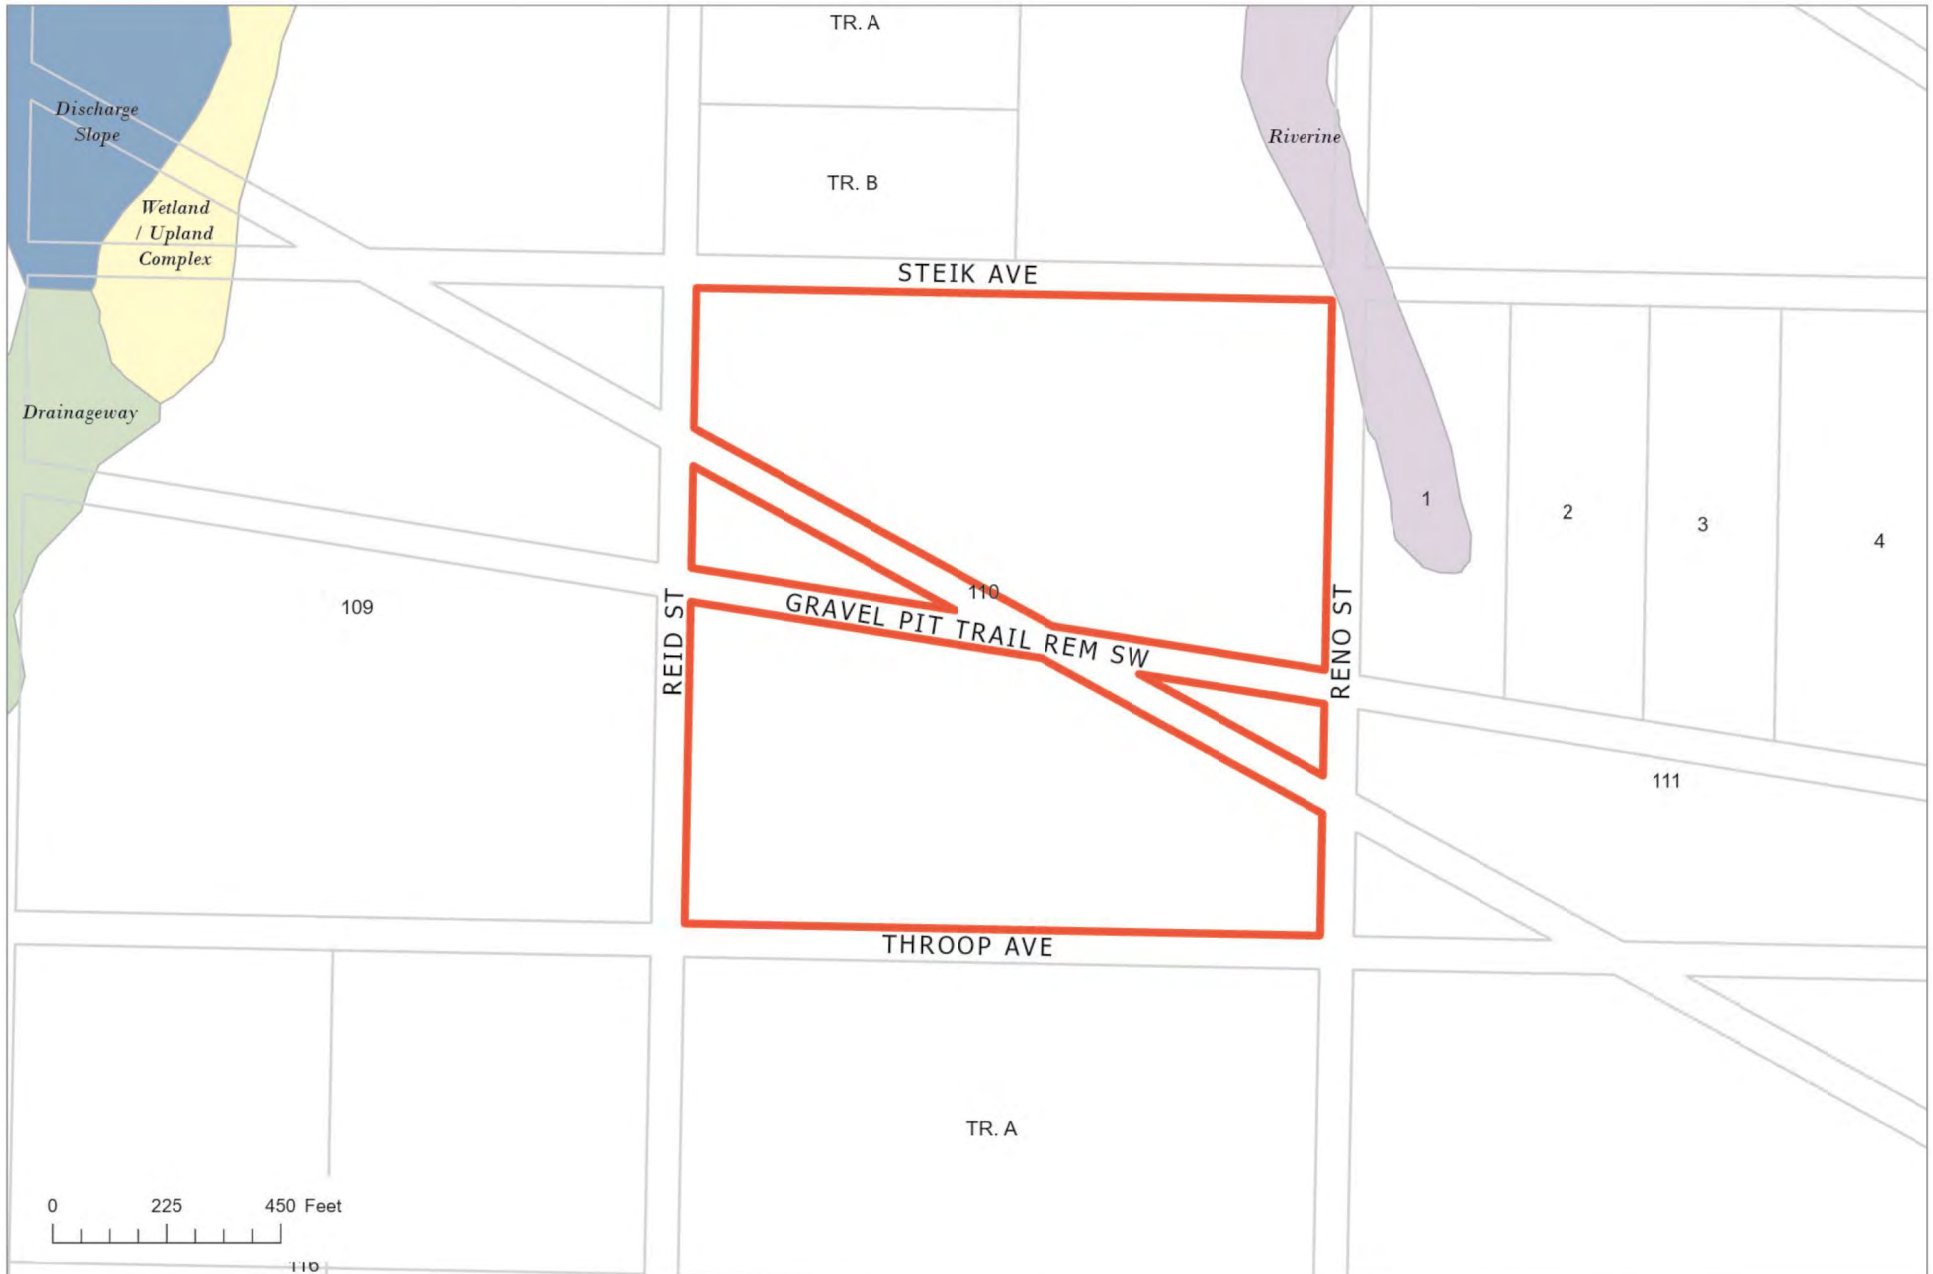 TR. A
Discharge
Slope
Riverine
TR. B
Wetland
/ Upland
Complex
STEIK AVE
Drainageway
1
2
3
4
110
109
GRAVEL PIT TRAIL REM SW
REID ST
RENO ST
111
THROOP AVE
TR. A
0 225 450 Feet
116